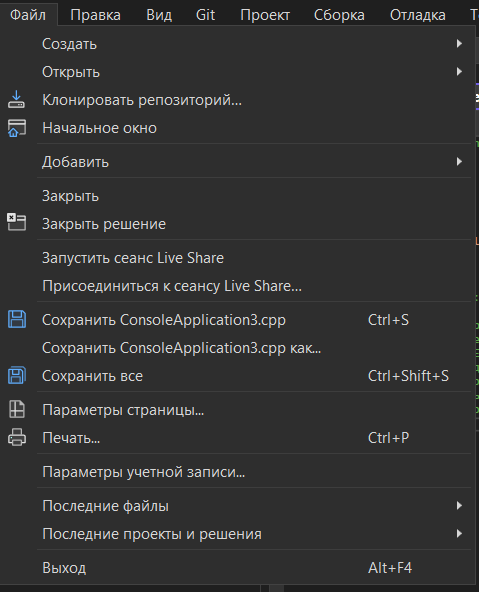 Файл Правка Вид Git Проект Сборка Отладка
Создать
Открыть
Клонировать репозиторий...
Начальное окно
Добавить
Закрыть
Закрыть решение
Запустить сеанс Live Share
Присоединиться к сеансу Live Share...
Сохранить ConsoleApplication3.cpp Ctrl+S
Сохранить ConsoleApplication3.cpp как...
Сохранить все Ctrl+Shift+S
Параметры страницы...
Печать... Ctrl+P
Параметры учетной записи...
Последние файлы
Последние проекты и решения
Выход Alt+F4